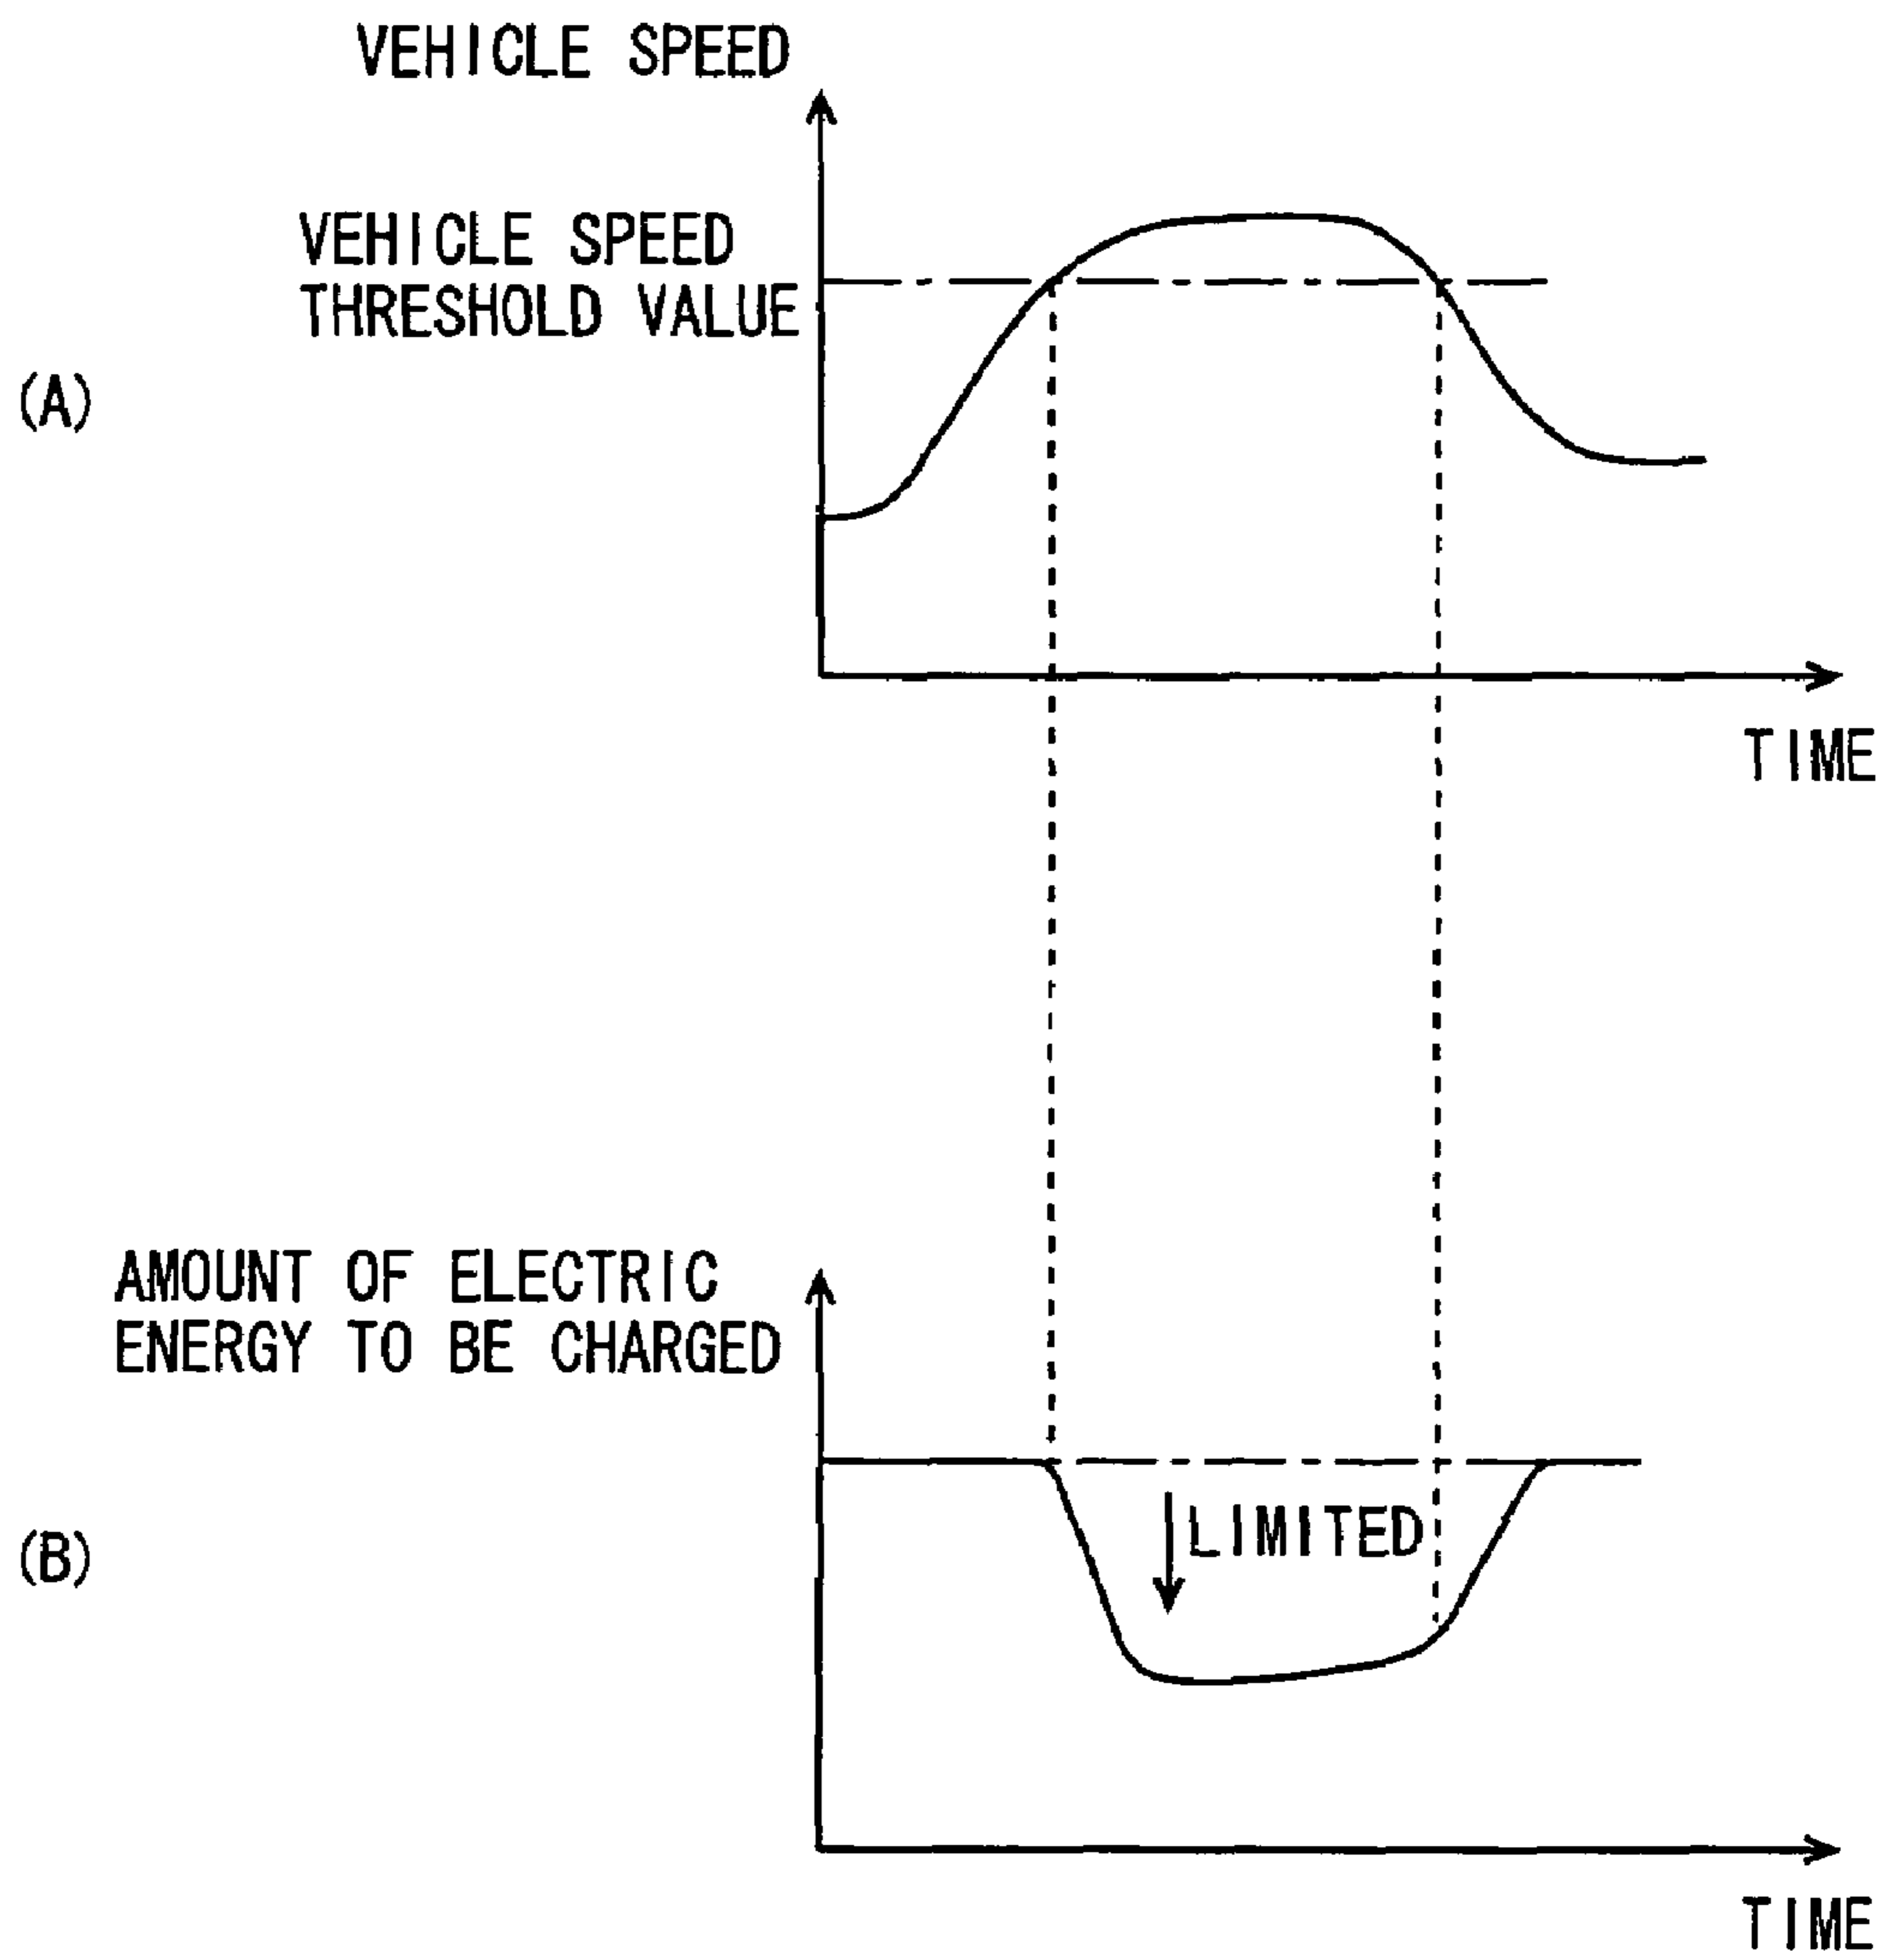 VEHICLE SPEED
VEHICLE SPEED
THRESHOLD VALUE
(A)
TIME
AMOUNT OF ELECTRIC
ENERGY TO BE CHARGED
LIMITED
(B)
TIME